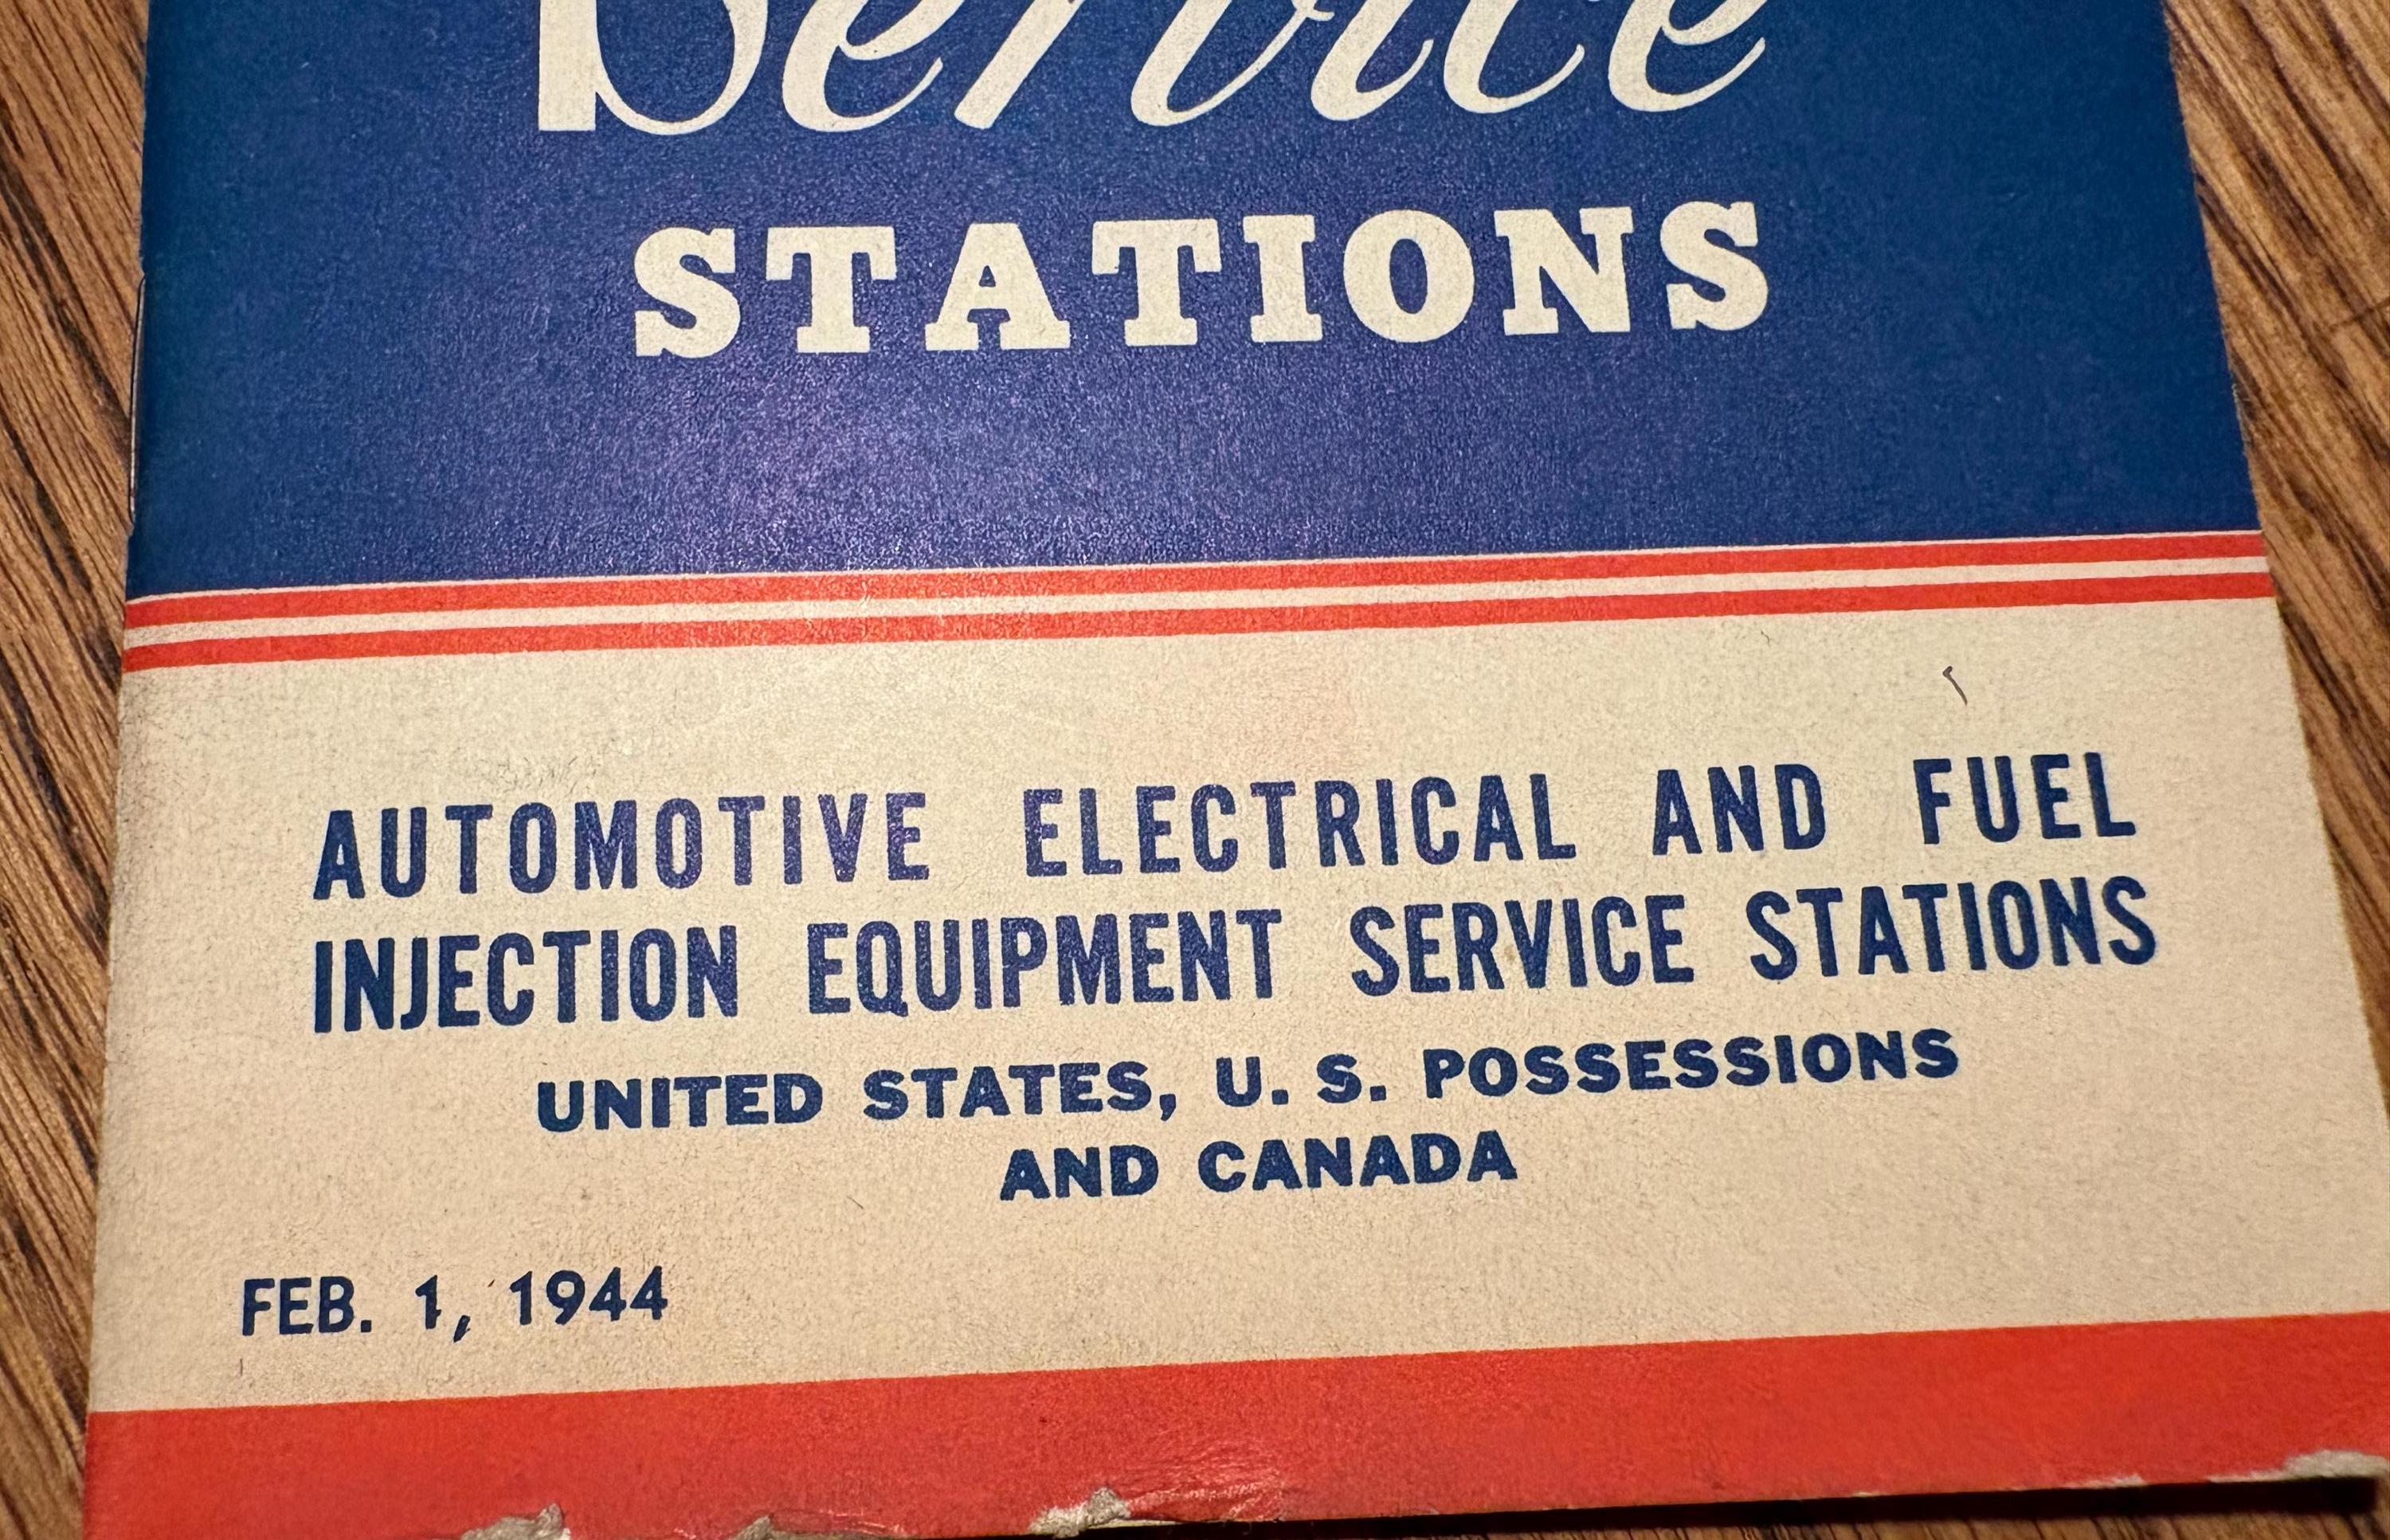 Service
STATIONS
AUTOMOTIVE ELECTRICAL AND FUEL
INJECTION EQUIPMENT SERVICE STATIONS
UNITED STATES, U. S. POSSESSIONS
AND CANADA
FEB. 1, 1944